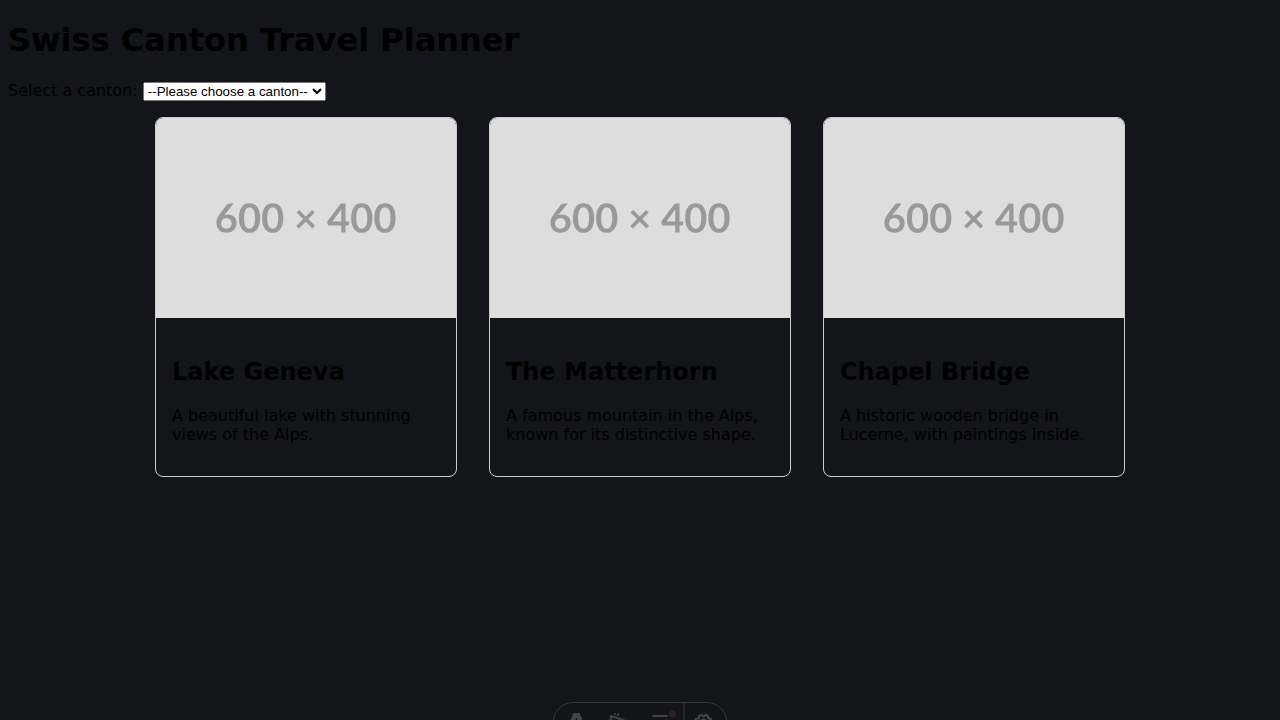 Swiss Canton Travel Planner
Select a canton: --Please choose a canton--
600 × 400
600 × 400
600 × 400
Lake Geneva
A beautiful lake with stunning
views of the Alps.
The Matterhorn
A famous mountain in the Alps,
known for its distinctive shape.
Chapel Bridge
A historic wooden bridge in
Lucerne, with paintings inside.